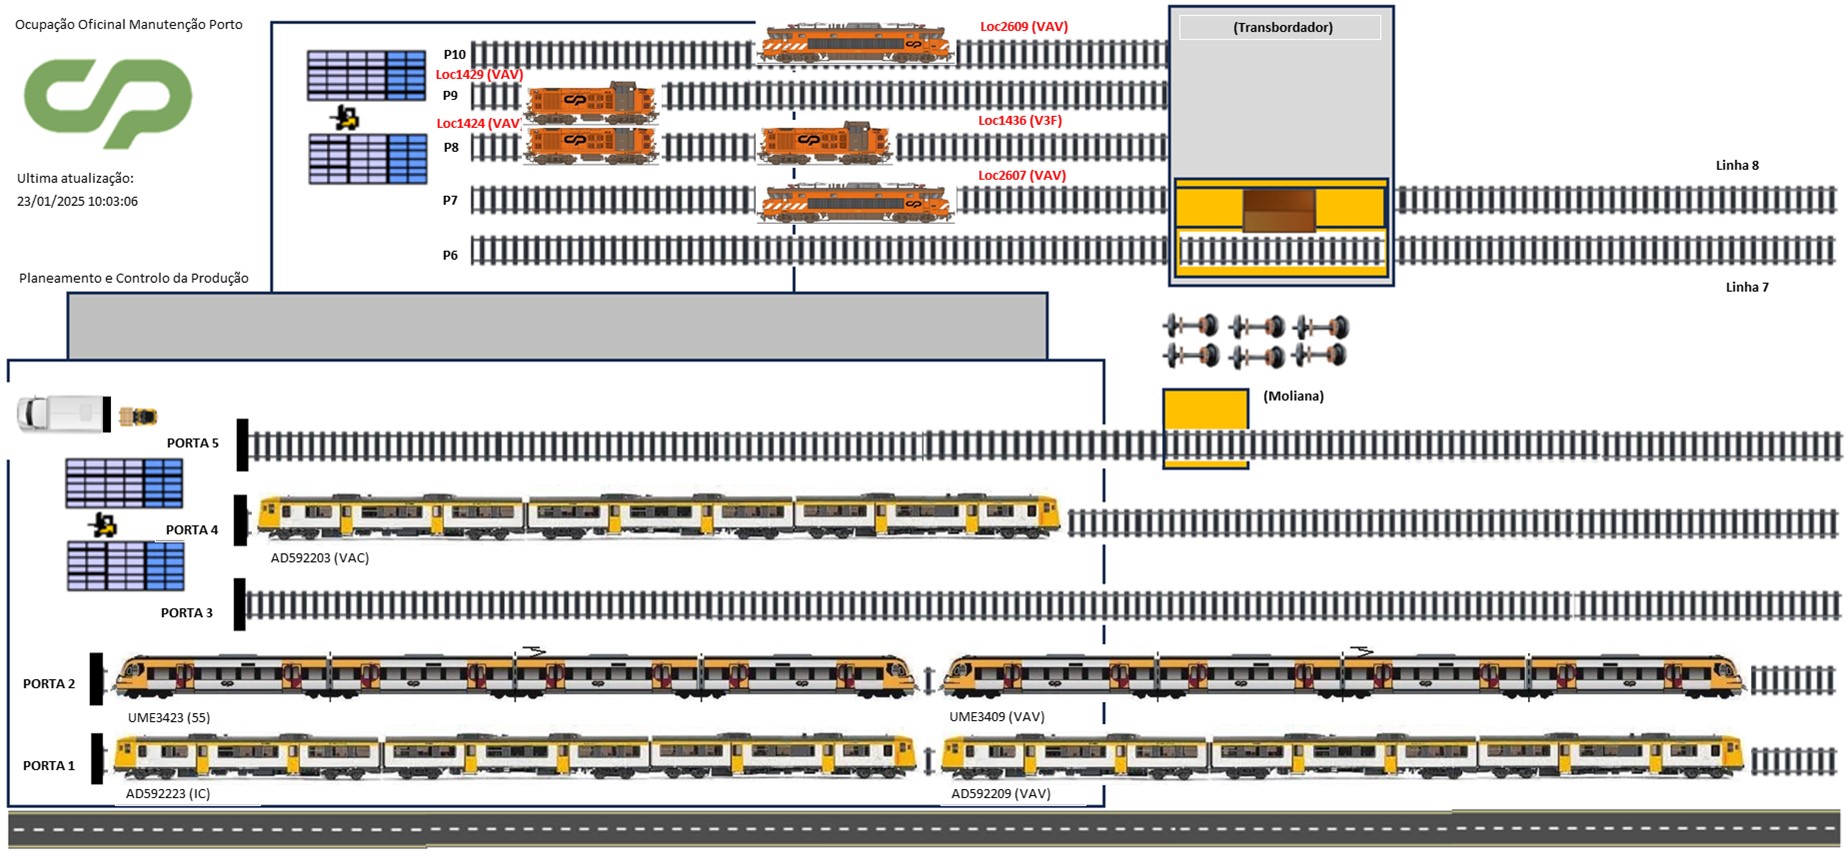 Ocupação Oficinal Manutenção Porto
CP
Ultima atualização:
23/01/2025 10:03:06
Planeamento e Controlo da Produção
P10
Loc2609 (VAV)
(Transbordador)
Loc1429 (VAV)
P9
Loc1424 (VAV)
Loc1436 (V3F)
P8
Loc2607 (VAV)
P7
Linha 8
P6
Linha 7
(Moliana)
PORTA 5
PORTA 4
AD592203 (VAC)
PORTA 3
PORTA 2
UME3423 (55)
UME3409 (VAV)
PORTA 1
AD592223 (IC)
AD592209 (VAV)